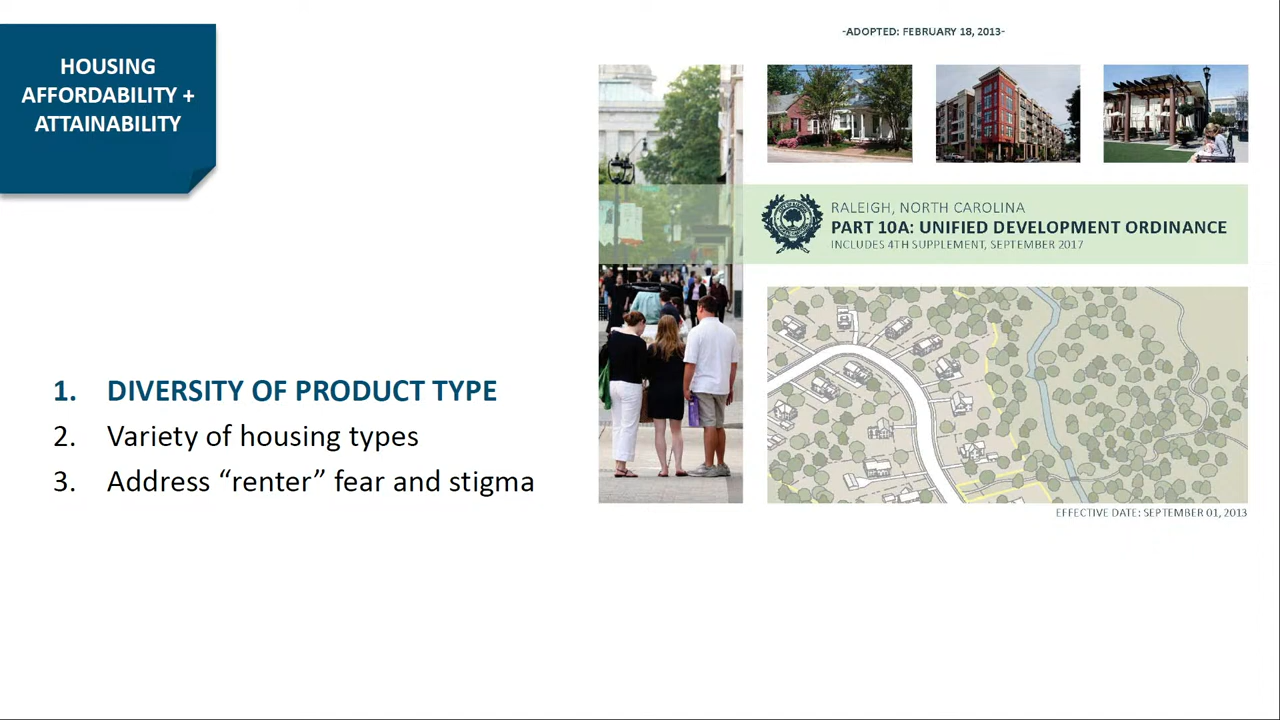 HOUSING
AFFORDABILITY +
ATTAINABILITY
1. DIVERSITY OF PRODUCT TYPE
2. Variety of housing types
3. Address “renter” fear and stigma
-ADOPTED: FEBRUARY 18, 2013-
RALEIGH, NORTH CAROLINA
PART 10A: UNIFIED DEVELOPMENT ORDINANCE
INCLUDES 4TH SUPPLEMENT, SEPTEMBER 2017
EFFECTIVE DATE: SEPTEMBER 01, 2013